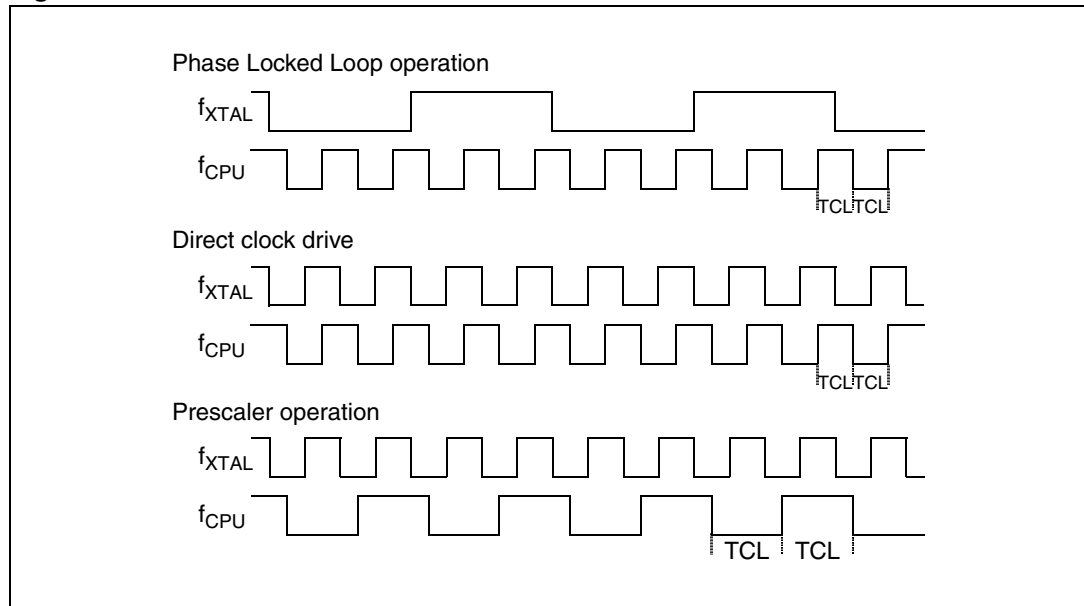 Phase Locked Loop operation
fXTAL
fCPU
TCL TCL
Direct clock drive
fXTAL
fCPU
TCL TCL
Prescaler operation
fXTAL
fCPU
TCL TCL